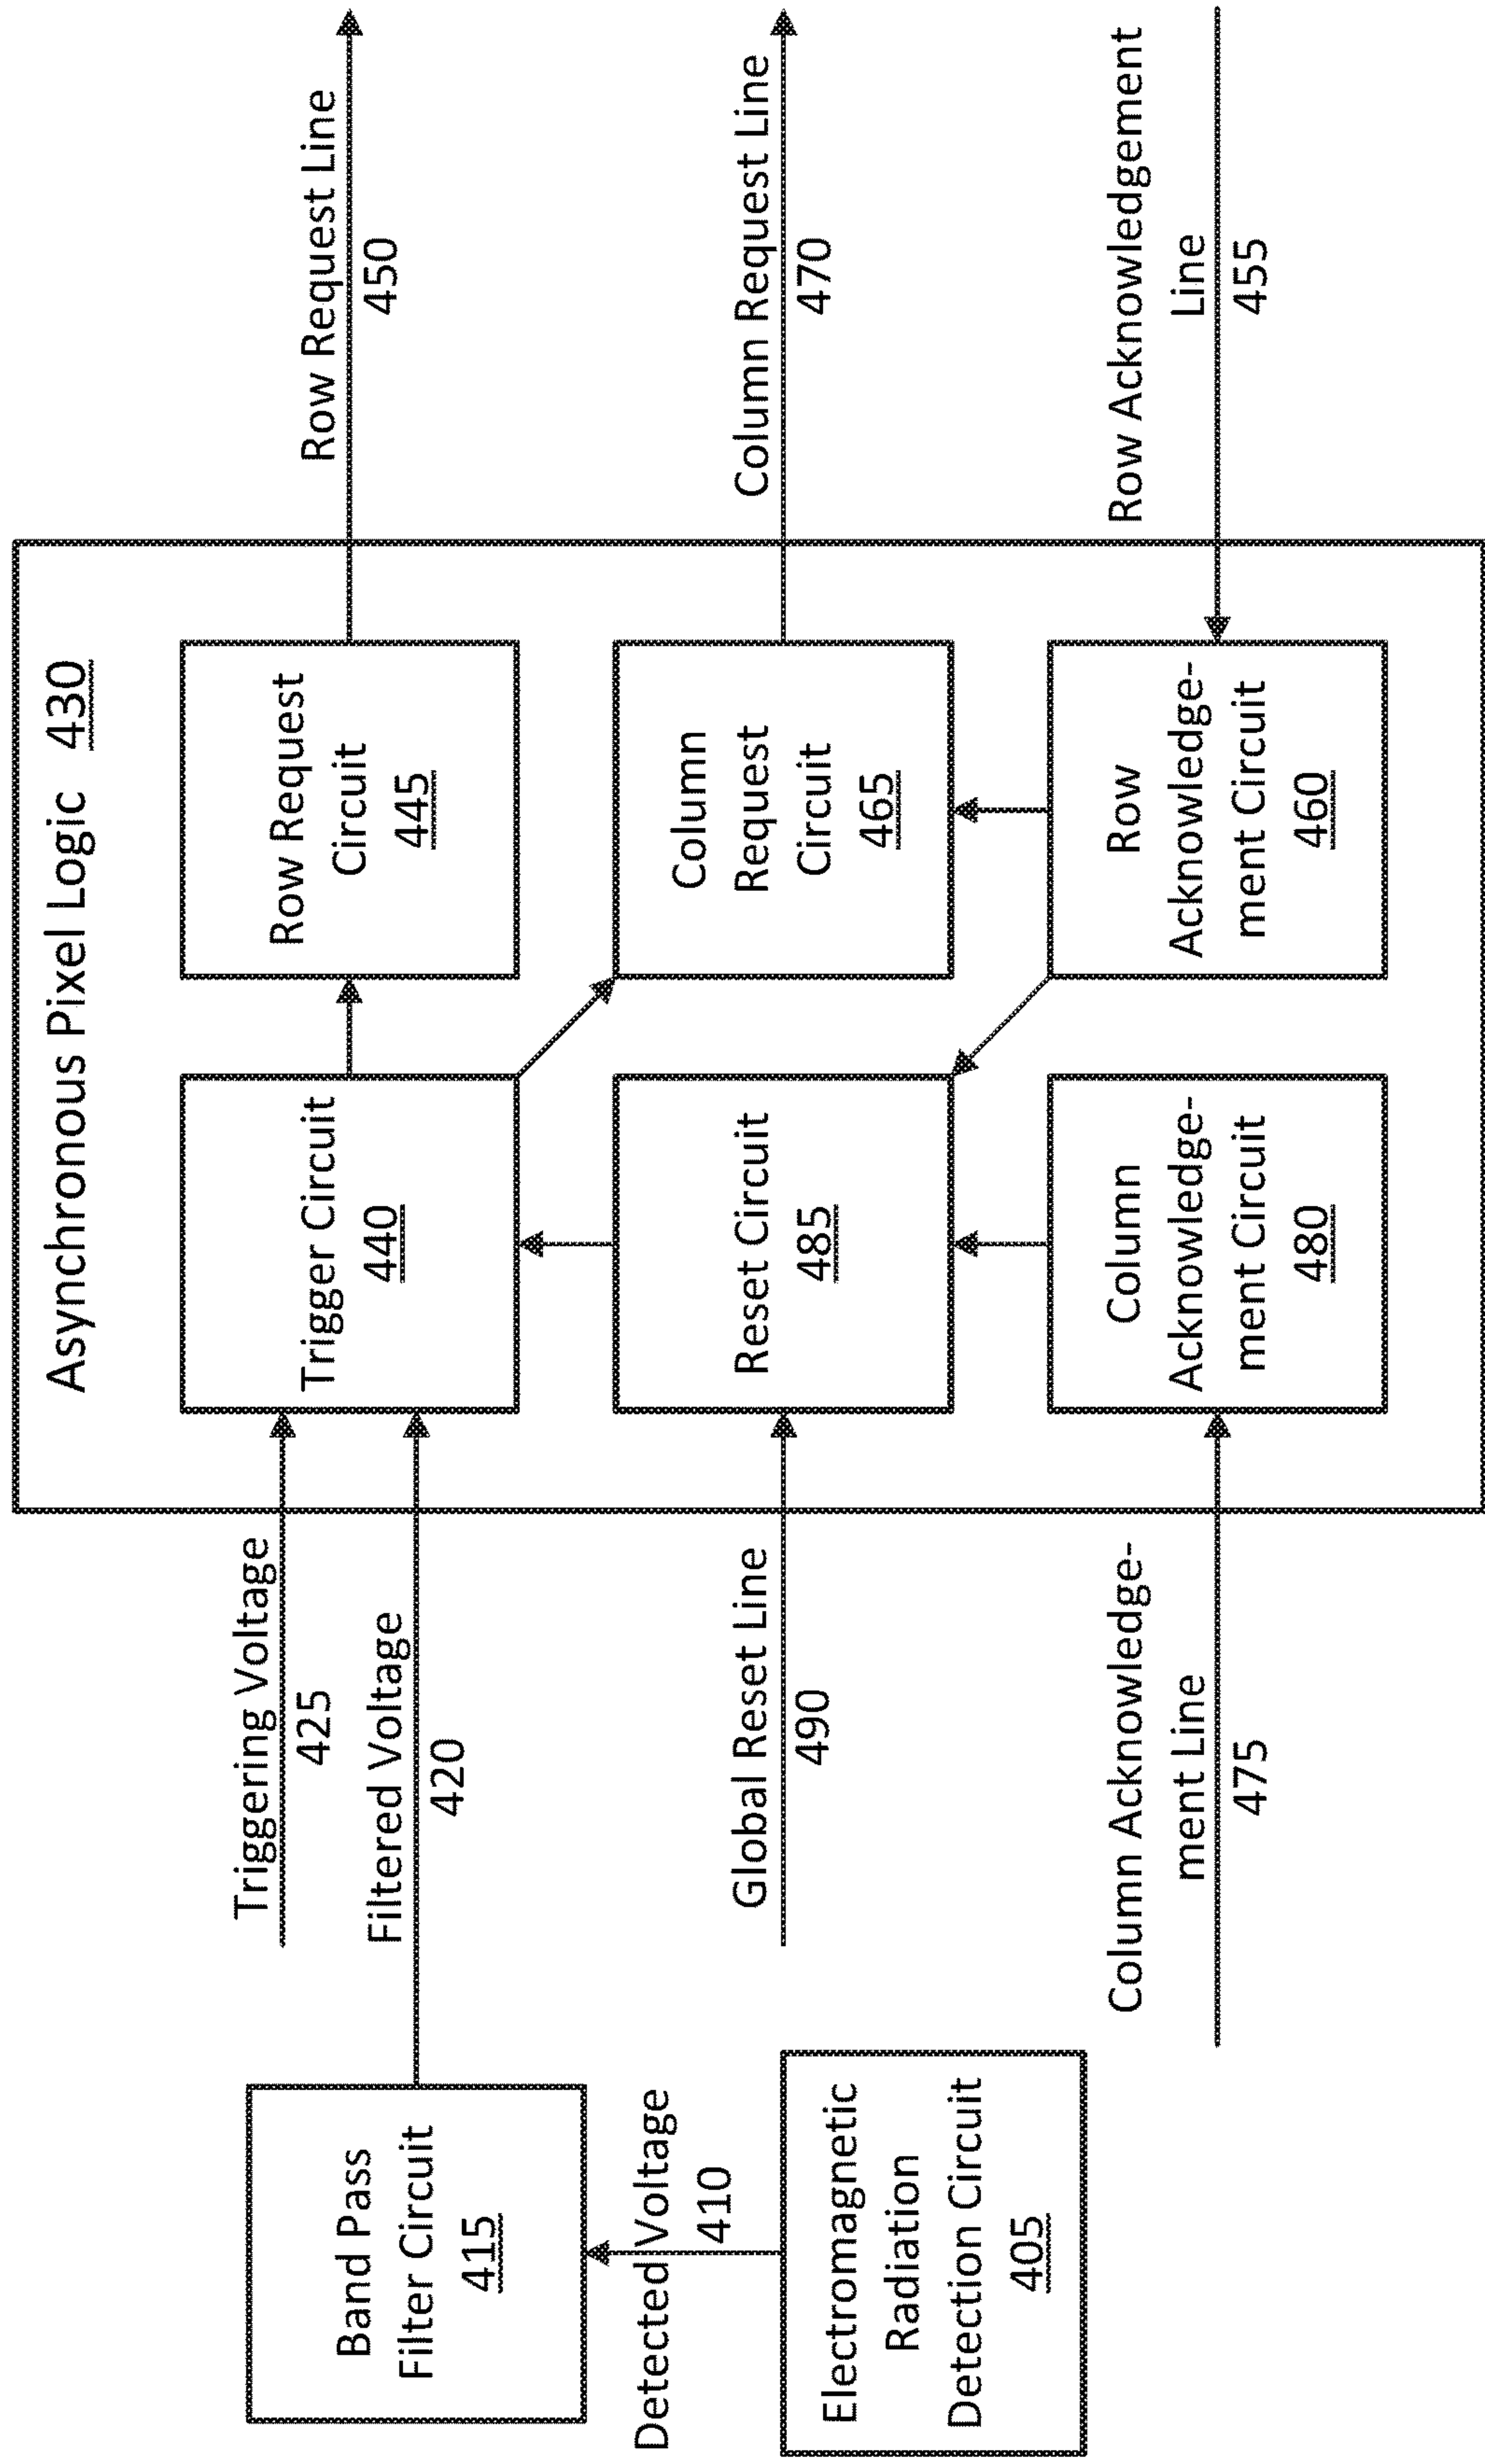 Asynchronous Pixel Logic 430
Triggering Voltage
425
Filtered Voltage
420
Trigger Circuit
440
Row Request
Circuit
445
Row Request Line
450
Band Pass
Filter Circuit
415
Detected Voltage
410
Electromagnetic
Radiation
Detection Circuit
405
Global Reset Line
490
Reset Circuit
485
Column
Request
Circuit
465
Column Request Line
470
Column Acknowledge-
ment Line
475
Column
Acknowledge-
ment Circuit
480
Row
Acknowledge-
ment Circuit
460
Row Acknowledgement
Line
455